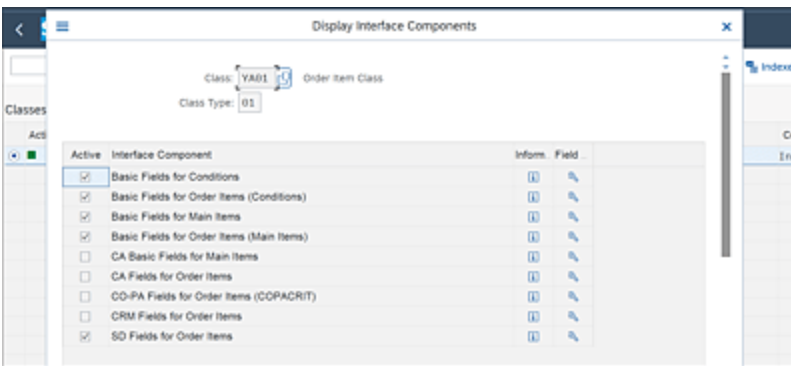 Display Interface Components
Class: YA01 Order Item Class
Indexe
Class Type: 01
Classes
Acti
Active Interface Component Inform. Field ..
Basic Fields for Conditions
In
Basic Fields for Order Items (Conditions)
Basic Fields for Main Items
Basic Fields for Order Items (Main Items)
CA Basic Fields for Main Items
CA Fields for Order Items
CO-PA Fields for Order Items (COPACRIT)
CRM Fields for Order Items
SD Fields for Order Items